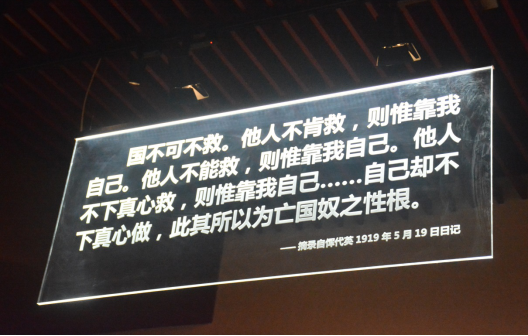 国不可不救。他人不肯救，则惟靠我
自己。他人不能救，则惟靠我自己。他人
不下真心救，则惟靠我自己……自己却不
下真心做，此其所以为亡国奴之性根。
—— 摘录自恽代英 1919 年 5 月 19 日日记